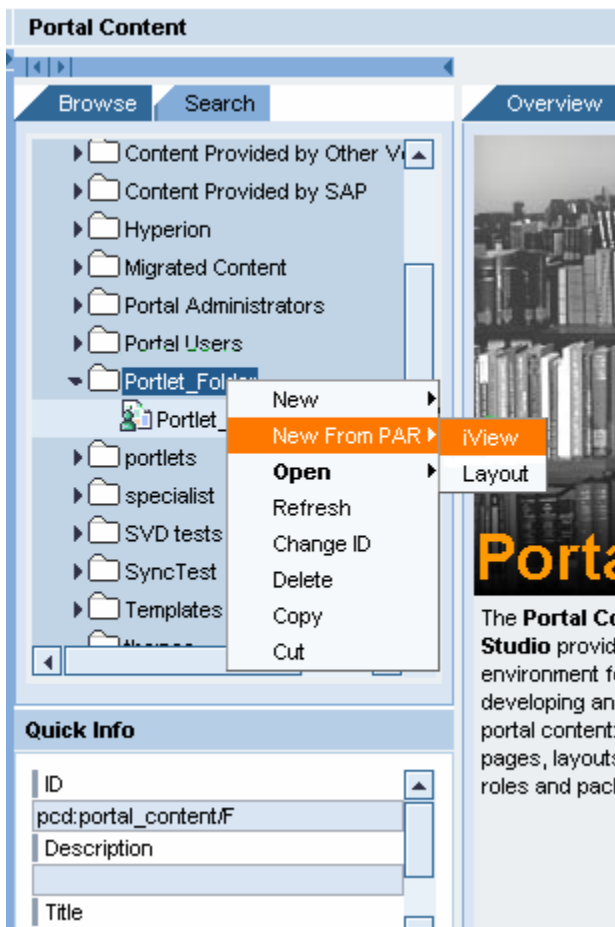 Portal Content
Browse
Search
Overview
Content Provided by Other
Content Provided by SAP
Hyperion
Migrated Content
Portal Administrators
Portal Users
Portlet_Folder
Portlet_
portlets
specialist
SVD tests
SyncTest
Templates
New
New From PAR
Open
Refresh
Change ID
Delete
Copy
Cut
iView
Layout
Porta
The Portal Co
Studio provid
environment f
developing an
portal content:
pages, layouts
roles and pac
Quick Info
ID
pcd:portal_content/F
Description
Title